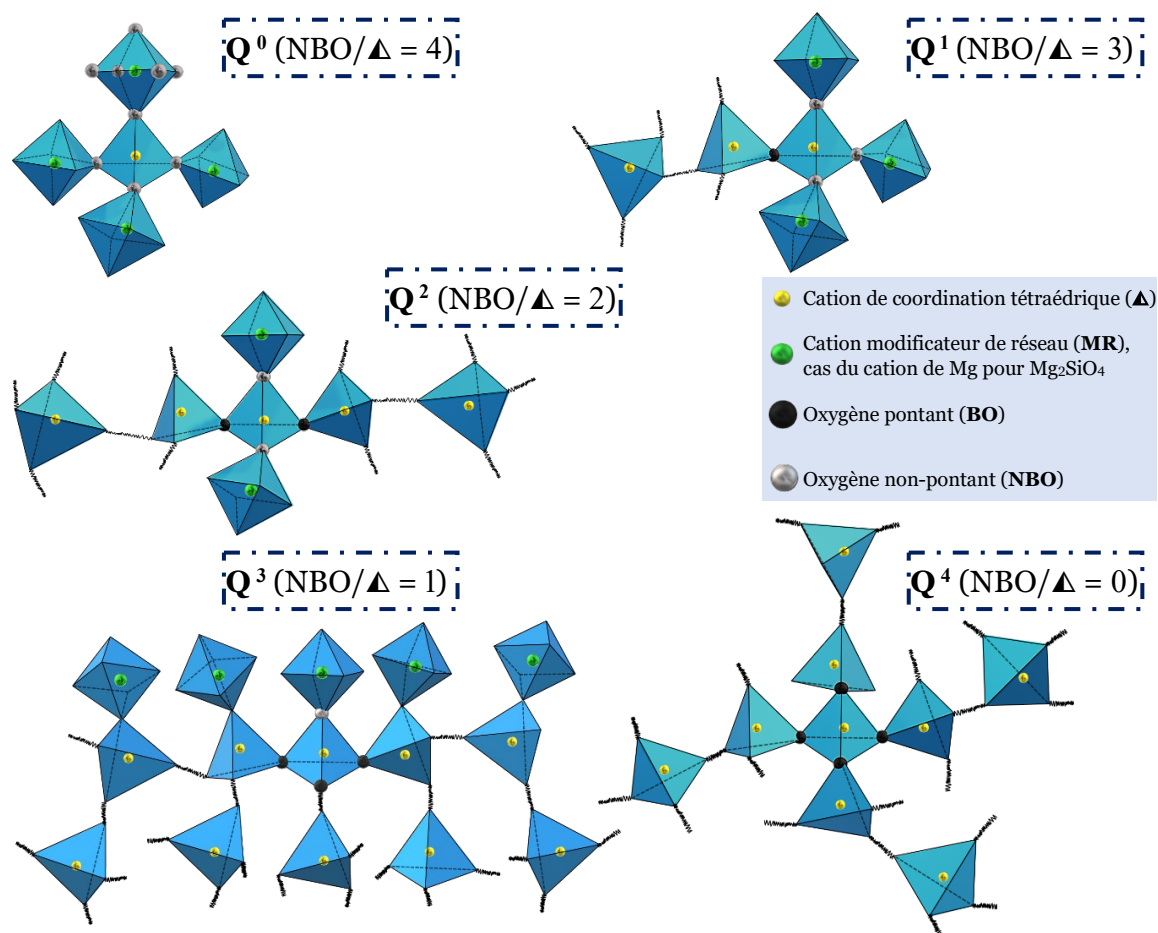 Q⁰ (NBO/◭ = 4)
Q¹ (NBO/◭ = 3)
Q² (NBO/◭ = 2)
Cation de coordination tétraédrique (◭)
Cation modificateur de réseau (MR),
cas du cation de Mg pour Mg₂SiO₄
Oxygène pontant (BO)
Oxygène non-pontant (NBO)
Q³ (NBO/◭ = 1)
Q⁴ (NBO/◭ = 0)